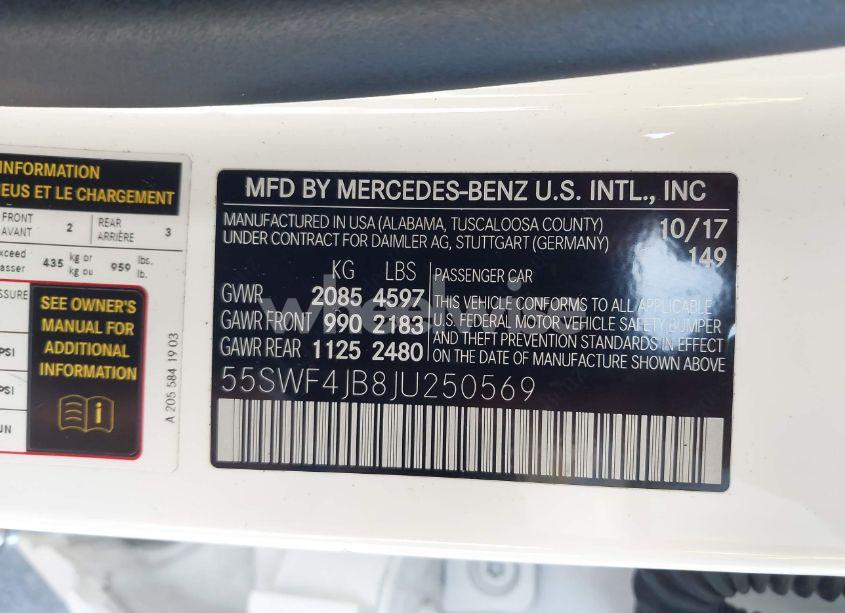 INFORMATION
EUS ET LE CHARGEMENT
FRONT
AVANT 2 REAR
ARRIÈRE 3
xceed
asser 435 kg or
kg ou 959 lbs.
lb.
SSURE
SEE OWNER'S
MANUAL FOR
ADDITIONAL
INFORMATION
PSI
PSI
UN
A 205 584 19 03
MFD BY MERCEDES-BENZ U.S. INTL., INC
MANUFACTURED IN USA (ALABAMA, TUSCALOOSA COUNTY) 10/17
UNDER CONTRACT FOR DAIMLER AG, STUTTGART (GERMANY) 149
KG LBS PASSENGER CAR
GVWR 2085 4597
GAWR FRONT 990 2183
GAWR REAR 1125 2480
THIS VEHICLE CONFORMS TO ALL APPLICABLE
U.S. FEDERAL MOTOR VEHICLE SAFETY BUMPER
AND THEFT PREVENTION STANDARDS IN EFFECT
ON THE DATE OF MANUFACTURE SHOWN ABOVE
55SWF4JB8JU250569